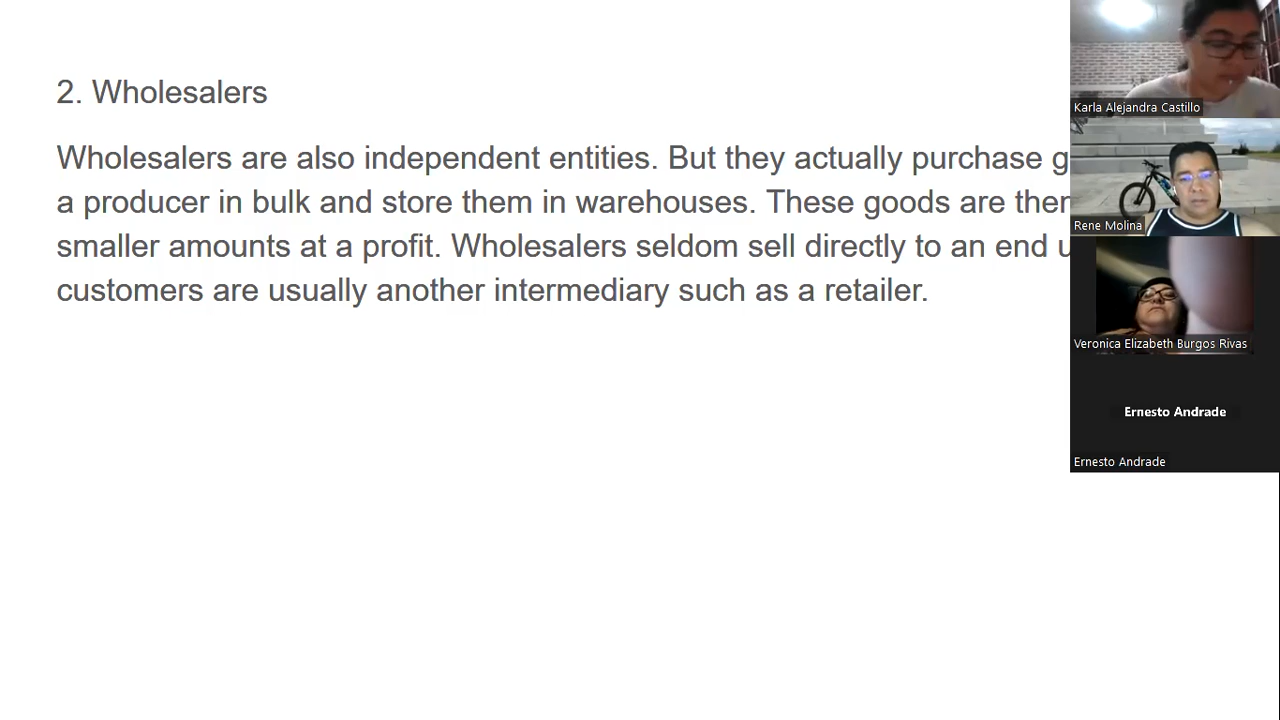 2. Wholesalers
Wholesalers are also independent entities. But they actually purchase
a producer in bulk and store them in warehouses. These goods are
smaller amounts at a profit. Wholesalers seldom sell directly to an end
customers are usually another intermediary such as a retailer.
Karla Alejandra Castillo
Rene Molina
Veronica Elizabeth Burgos Rivas
Ernesto Andrade
Ernesto Andrade